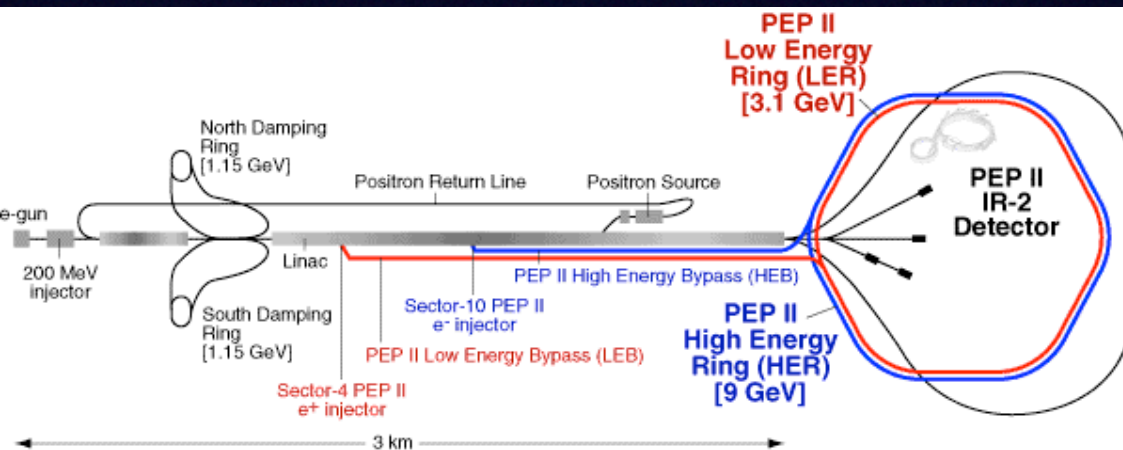 PEP II
Low Energy
Ring (LER)
[3.1 GeV]
North Damping
Ring
[1.15 GeV]
Positron Return Line
Positron Source
e-gun
200 MeV
injector
Linac
PEP II
IR-2
Detector
PEP II High Energy Bypass (HEB)
Sector-10 PEP II
e- injector
South Damping
Ring
[1.15 GeV]
PEP II Low Energy Bypass (LEB)
PEP II
High Energy
Ring (HER)
[9 GeV]
Sector-4 PEP II
e+ injector
3 km